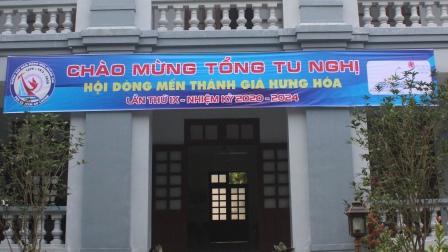 CHÀO MỪNG TỔNG TU NGHỊ
HỘI DÒNG MẾN THÁNH GIÁ HƯNG HÓA
LẦN THỨ IX - NHIỆM KỲ 2020 - 2024